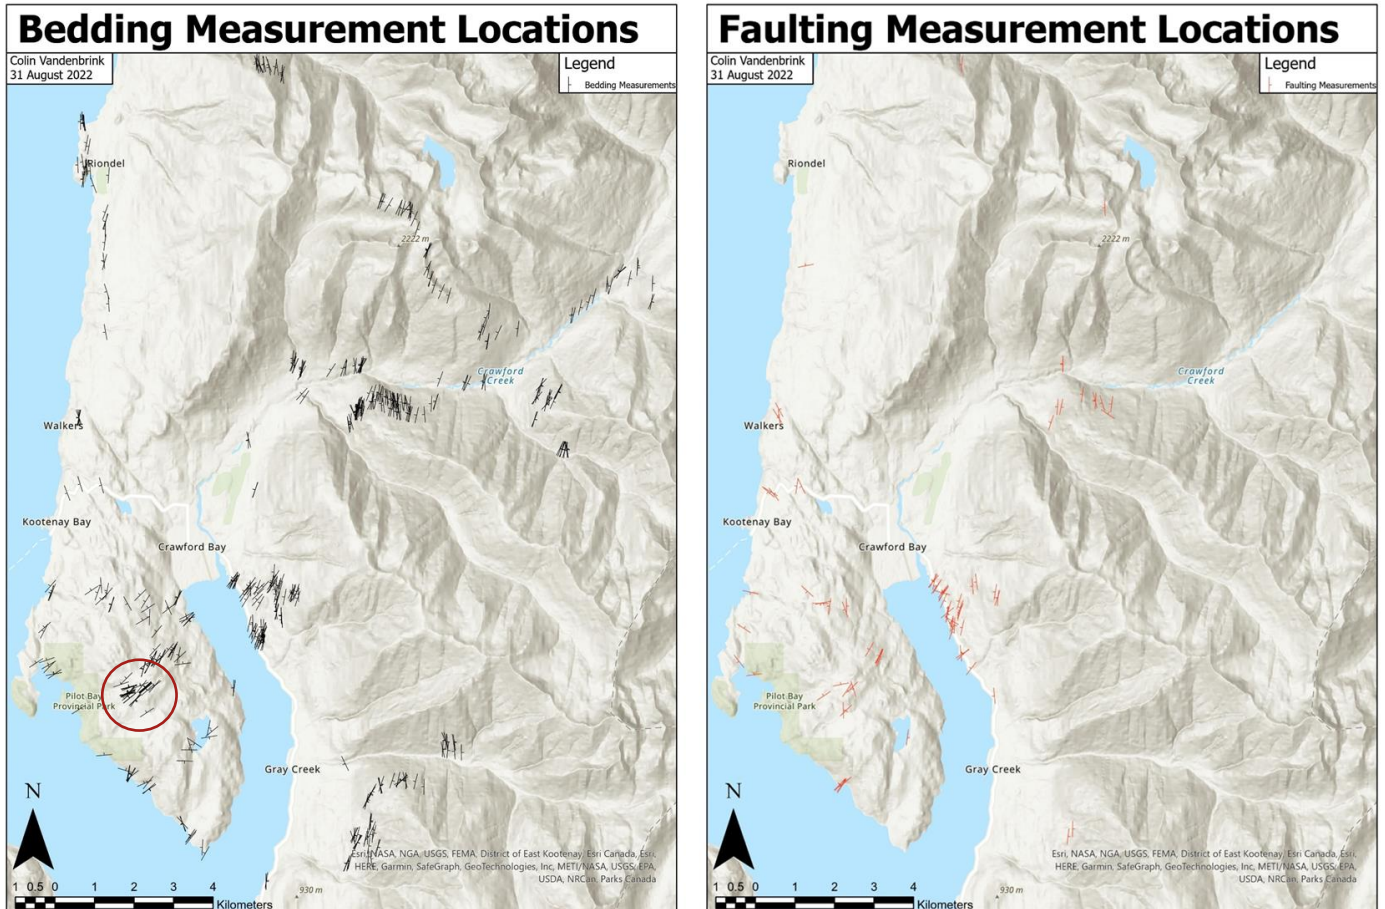 Bedding Measurement Locations
Colin Vandenbrink
31 August 2022
Legend
Bedding Measurements
Riondel
2222 m
Crawford
Creek
Walkers
Kootenay Bay
Crawford Bay
Pilot Bay
Provincial Park
Gray Creek
N
Esri, NASA, NGA, USGS, FEMA, District of East Kootenay, Esri Canada, Esri,
HERE, Garmin, SafeGraph, GeoTechnologies, Inc, METI/NASA, USGS, EPA,
USDA, NRCan, Parks Canada
930 m
1 0.5 0 1 2 3 4
Kilometers
Faulting Measurement Locations
Colin Vandenbrink
31 August 2022
Legend
Faulting Measurements
Riondel
2222 m
Crawford
Creek
Walkers
Kootenay Bay
Crawford Bay
Pilot Bay
Provincial Park
Gray Creek
N
Esri, NASA, NGA, USGS, FEMA, District of East Kootenay, Esri Canada, Esri,
HERE, Garmin, SafeGraph, GeoTechnologies, Inc, METI/NASA, USGS, EPA,
USDA, NRCan, Parks Canada
930 m
1 0.5 0 1 2 3 4
Kilometers